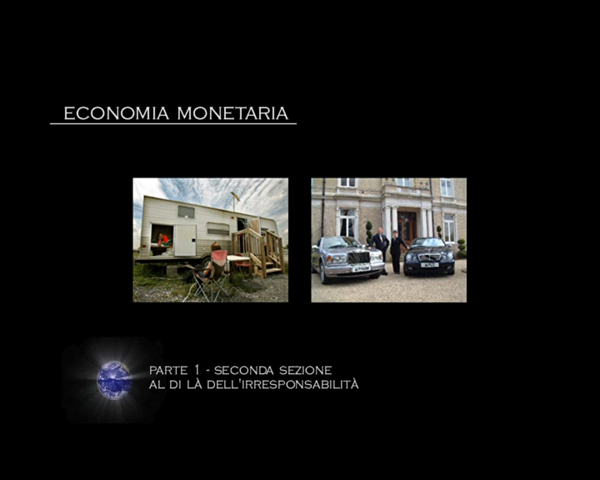 ECONOMIA MONETARIA
PARTE 1 - SECONDA SEZIONE
AL DI LÀ DELL'IRRESPONSABILITÀ